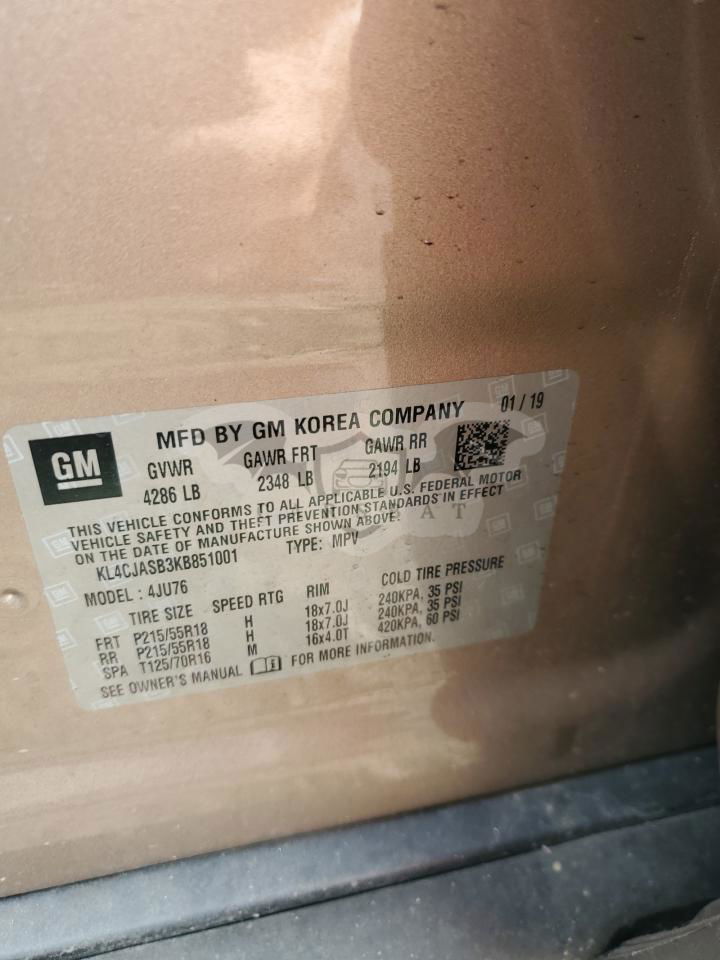 GM
MFD BY GM KOREA COMPANY 01 / 19
GVWR GAWR FRT GAWR RR
4286 LB 2348 LB 2194 LB
THIS VEHICLE CONFORMS TO ALL APPLICABLE U.S. FEDERAL MOTOR
VEHICLE SAFETY AND THEFT PREVENTION STANDARDS IN EFFECT
ON THE DATE OF MANUFACTURE SHOWN ABOVE.
KL4CJASB3KB851001 TYPE: MPV
MODEL : 4JU76
TIRE SIZE SPEED RTG RIM COLD TIRE PRESSURE
FRT P215/55R18 H 18x7.0J 240KPA, 35 PSI
RR P215/55R18 H 18x7.0J 240KPA, 35 PSI
SPA T125/70R16 M 16x4.0T 420KPA, 60 PSI
SEE OWNER'S MANUAL FOR MORE INFORMATION.